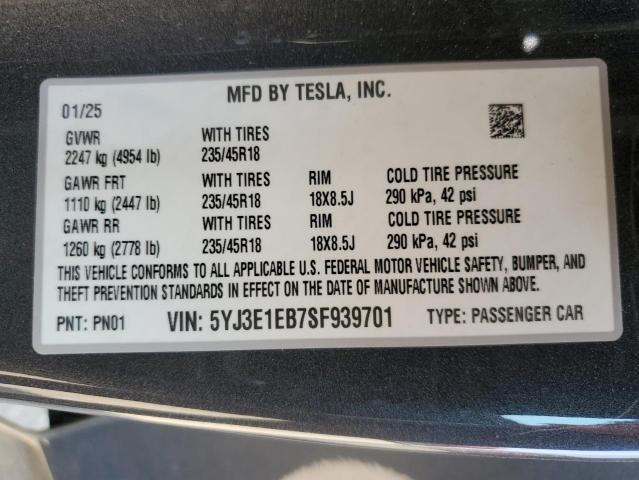 MFD BY TESLA, INC.
01/25
GVWR WITH TIRES
2247 kg (4954 lb) 235/45R18
GAWR FRT WITH TIRES RIM COLD TIRE PRESSURE
1110 kg (2447 lb) 235/45R18 18X8.5J 290 kPa, 42 psi
GAWR RR WITH TIRES RIM COLD TIRE PRESSURE
1260 kg (2778 lb) 235/45R18 18X8.5J 290 kPa, 42 psi
THIS VEHICLE CONFORMS TO ALL APPLICABLE U.S. FEDERAL MOTOR VEHICLE SAFETY, BUMPER, AND
THEFT PREVENTION STANDARDS IN EFFECT ON THE DATE OF MANUFACTURE SHOWN ABOVE.
PNT: PN01 VIN: 5YJ3E1EB7SF939701 TYPE: PASSENGER CAR